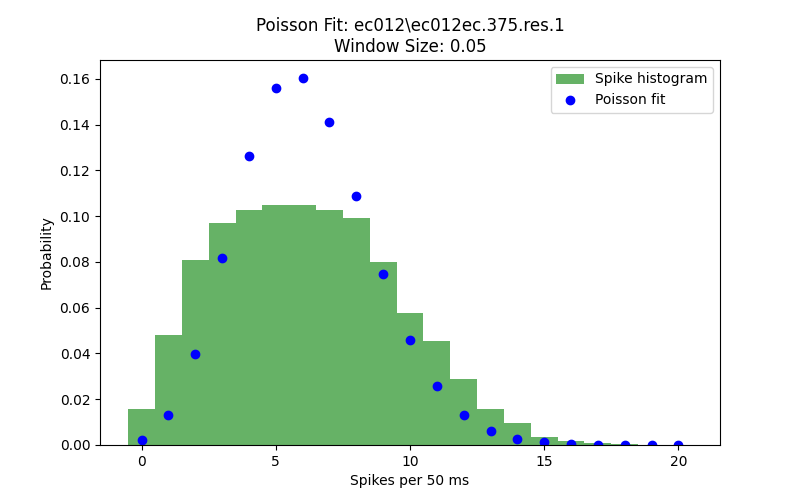 Poisson Fit: ec012\ec012ec.375.res.1
Window Size: 0.05
Spike histogram
Poisson fit
Probability
0.16
0.14
0.12
0.10
0.08
0.06
0.04
0.02
0.00
0 5 10 15 20
Spikes per 50 ms